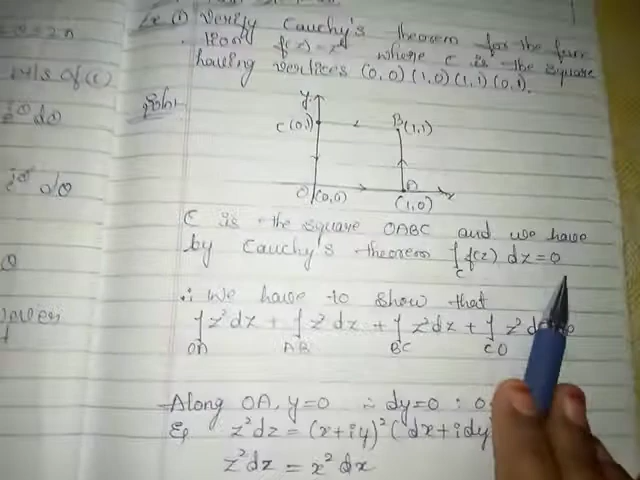 Ex (1) Verify Cauchy's theorem for the func
tion f(z) = z² where c is the square
having vertices (0,0) (1,0) (1,1) (0,1).
Soln
y
C (0,1)
B (1,1)
O (0,0)
A
x
(1,0)
C is the square OABC and we have
by Cauchy's theorem ∫c f(z) dz = 0
∴ we have to show that
∫OA z² dz + ∫AB z² dz + ∫BC z² dz + ∫CO z²
Along OA, y=0 ∴ dy=0 : 0
& z² dz = (x+iy)² (dx+idy
z² dz = x² dx